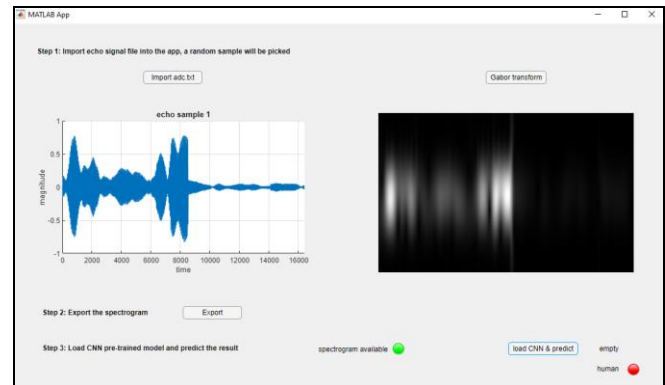 MATLAB App
Step 1: Import echo signal file into the app, a random sample will be picked
Import adc.txt
Gabor transform
echo sample 1
1
0.5
0
-0.5
-1
magnitude
0 2000 4000 6000 8000 10000 12000 14000 16000
time
Step 2: Export the spectrogram
Export
Step 3: Load CNN pre-trained model and predict the result
spectrogram available
load CNN & predict
empty
human